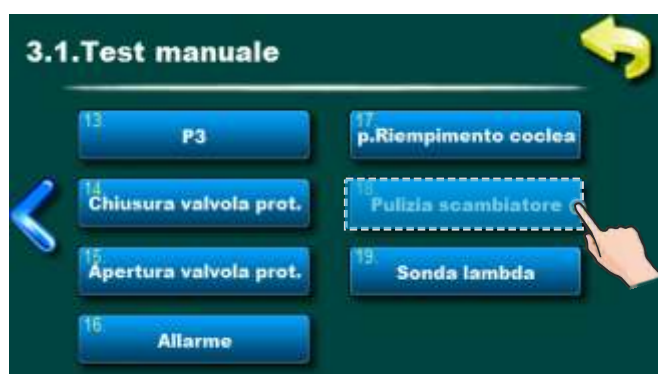 3.1.Test manuale
13.
P3
14.
Chiusura valvola prot.
15.
Apertura valvola prot.
16.
Allarme
17.
p.Riempimento coclea
18.
Pulizia scambiatore
19.
Sonda lambda